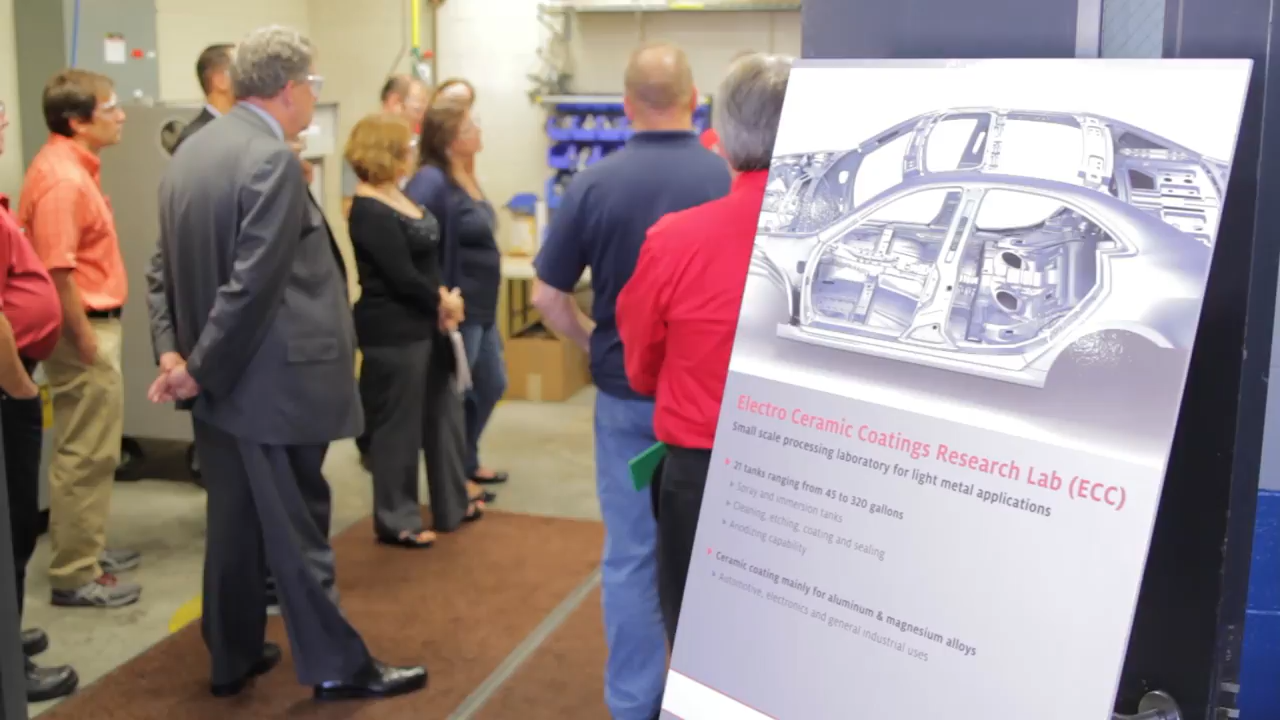 Electro Ceramic Coatings Research Lab (ECC)
Small scale processing laboratory for light metal applications
21 tanks ranging from 45 to 320 gallons
Spray and immersion tanks
Cleaning, etching, coating and sealing
Anodizing capability
Ceramic coating mainly for aluminum & magnesium alloys
Automotive, electronics and general industrial uses